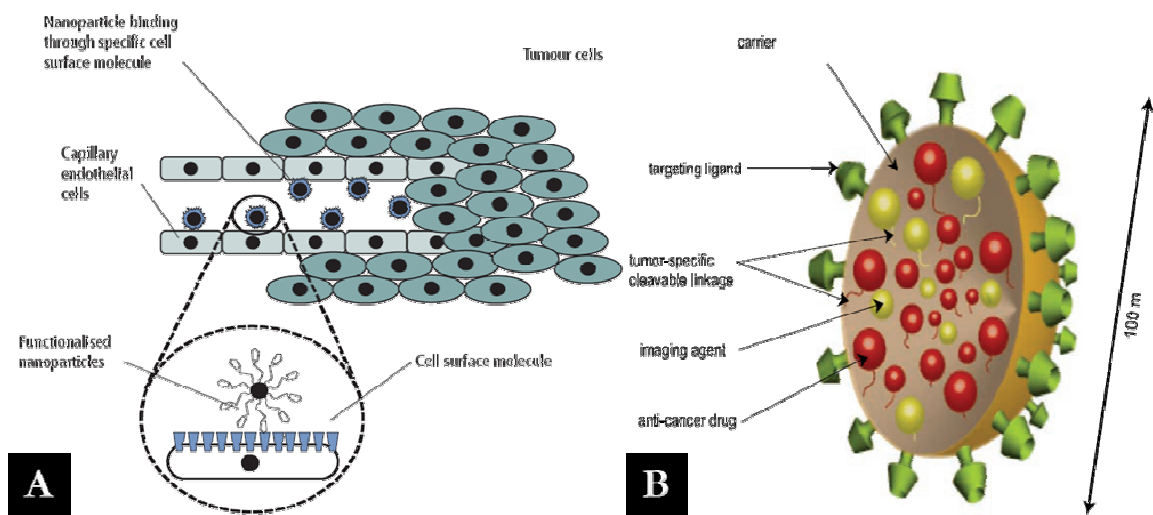 Nanoparticle binding
through specific cell
surface molecule
Tumour cells
Capillary
endothelial
cells
Functionalised
nanoparticles
Cell surface molecule
A
carrier
targeting ligand
tumor-specific
cleavable linkage
imaging agent
anti-cancer drug
100 m
B